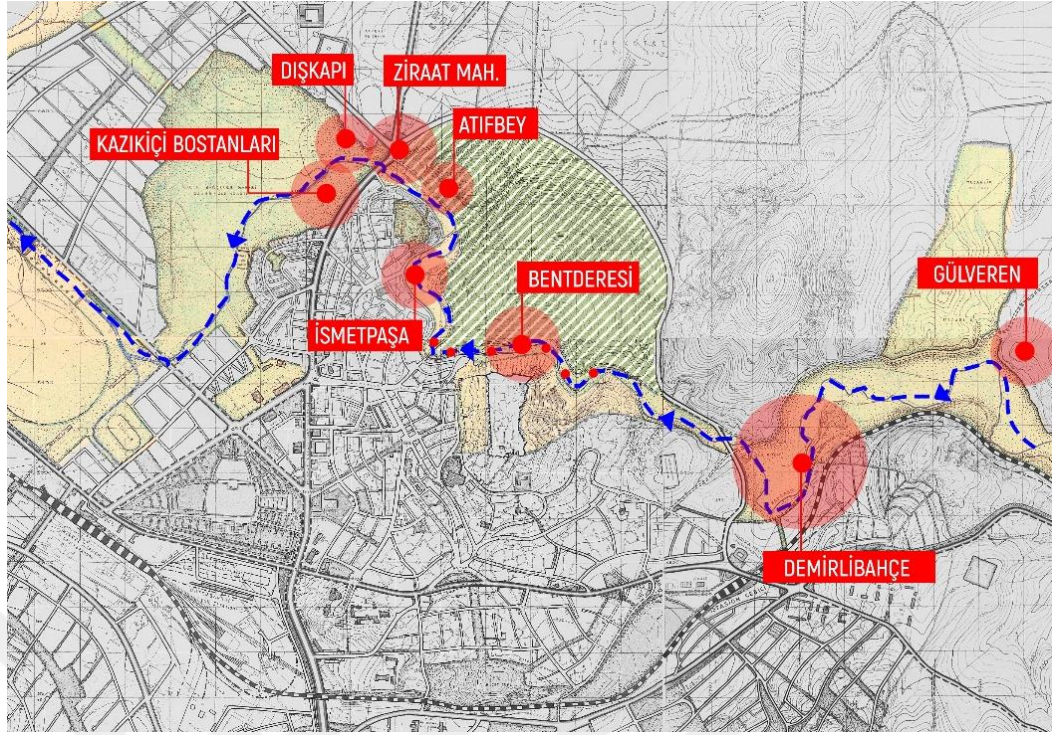 DIŞKAPI
ZİRAAT MAH.
KAZIKİÇİ BOSTANLARI
ATIFBEY
GÜLVEREN
BENTDERESİ
İSMETPAŞA
DEMİRLİBAHÇE